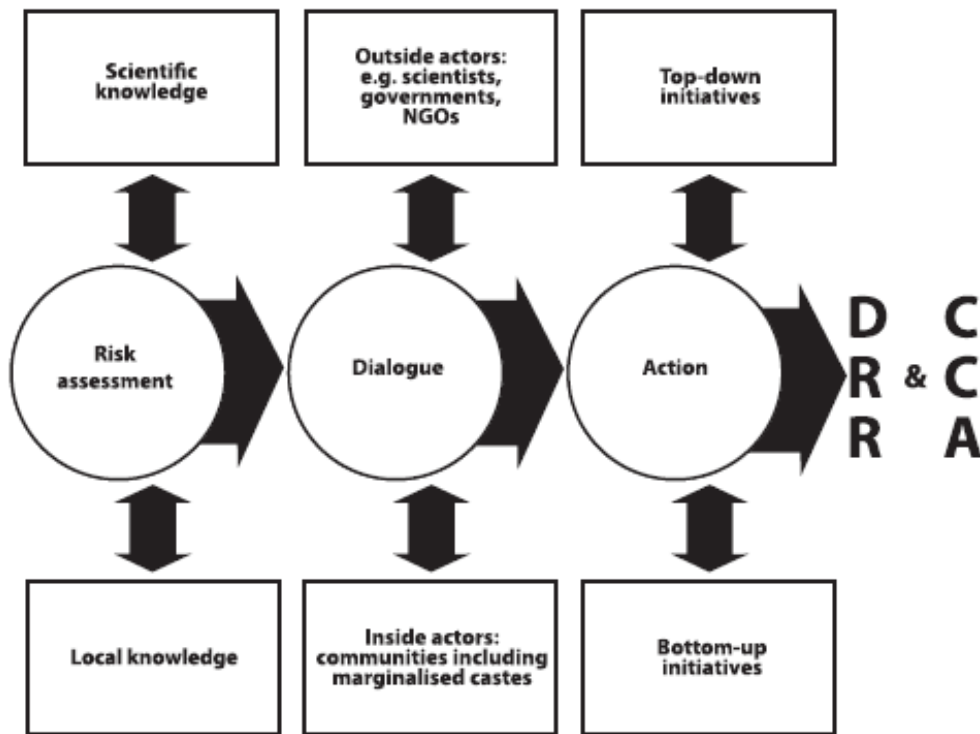 Scientific
knowledge
Outside actors:
e.g. scientists,
governments,
NGOs
Top-down
initiatives
Risk
assessment
Dialogue
Action
D C
R & C
R A
Local knowledge
Inside actors:
communities including
marginalised castes
Bottom-up
initiatives